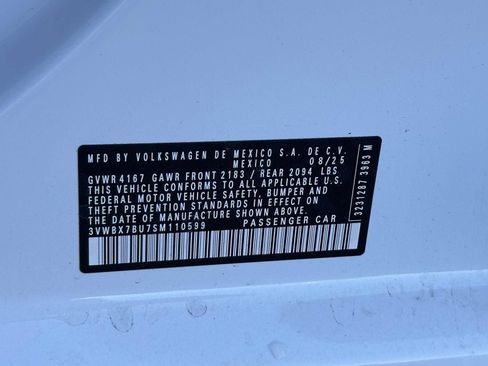 MFD BY VOLKSWAGEN DE MEXICO S.A. DE C.V.
MEXICO 08/25
GVWR 4167 GAWR FRONT 2183 / REAR 2094 LBS
THIS VEHICLE CONFORMS TO ALL APPLICABLE
FEDERAL MOTOR VEHICLE SAFETY, BUMPER AND
THEFT PREVENTION STANDARDS IN EFFECT ON
THE DATE OF MANUFACTURE SHOWN ABOVE
3VWBX7BU7SM110599 PASSENGER CAR
3231287 3963 M